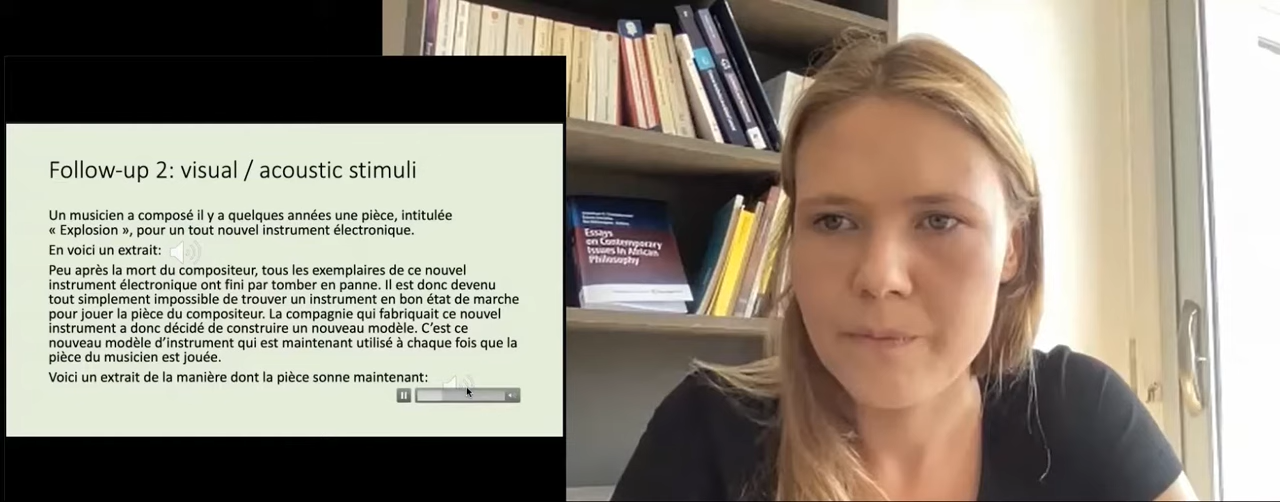 Follow-up 2: visual / acoustic stimuli
Un musicien a composé il y a quelques années une pièce, intitulée
« Explosion », pour un tout nouvel instrument électronique.
En voici un extrait:
Peu après la mort du compositeur, tous les exemplaires de ce nouvel
instrument électronique ont fini par tomber en panne. Il est donc devenu
tout simplement impossible de trouver un instrument en bon état de marche
pour jouer la pièce du compositeur. La compagnie qui fabriquait ce nouvel
instrument a donc décidé de construire un nouveau modèle. C'est ce
nouveau modèle d'instrument qui est maintenant utilisé à chaque fois que la
pièce du musicien est jouée.
Voici un extrait de la manière dont la pièce sonne maintenant:
Essays
on Contemporary
Issues in African
Philosophy